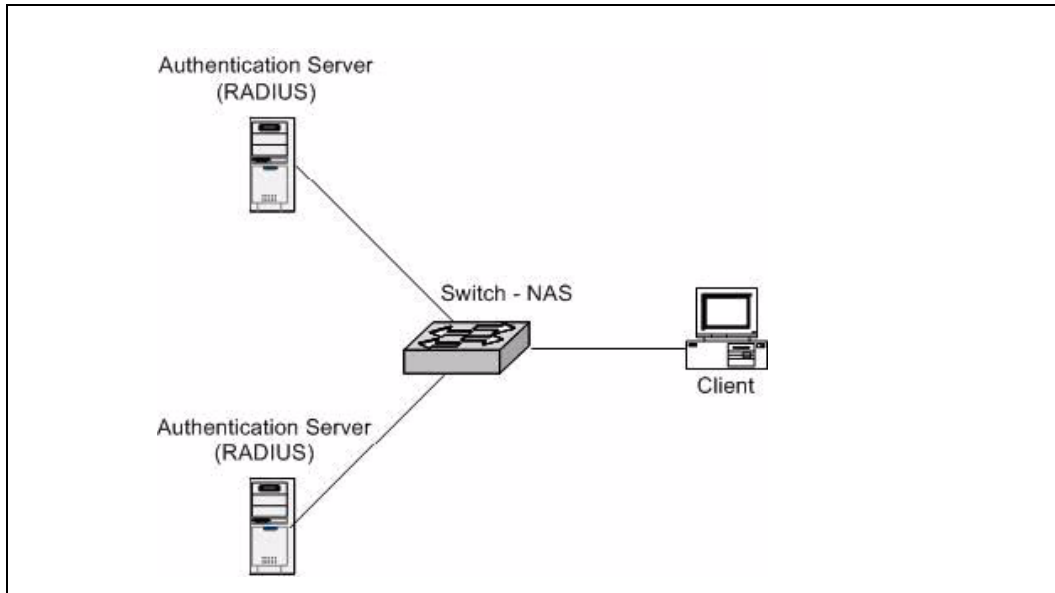 Authentication Server
(RADIUS)
Switch - NAS
Client
Authentication Server
(RADIUS)